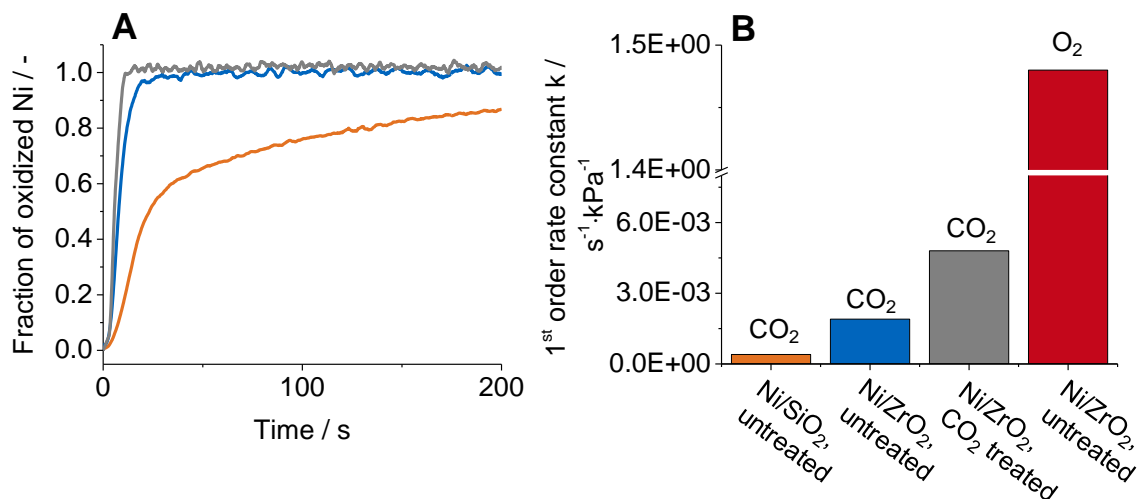 A
Fraction of oxidized Ni / -
1.0
0.8
0.6
0.4
0.2
0.0
0
100
200
Time / s
B
1st order rate constant k /
s-1·kPa-1
1.5E+00
1.4E+00
6.0E-03
3.0E-03
0.0E+00
CO2
CO2
CO2
O2
Ni/SiO2,
untreated
Ni/ZrO2,
untreated
Ni/ZrO2,
CO2 treated
Ni/ZrO2,
untreated